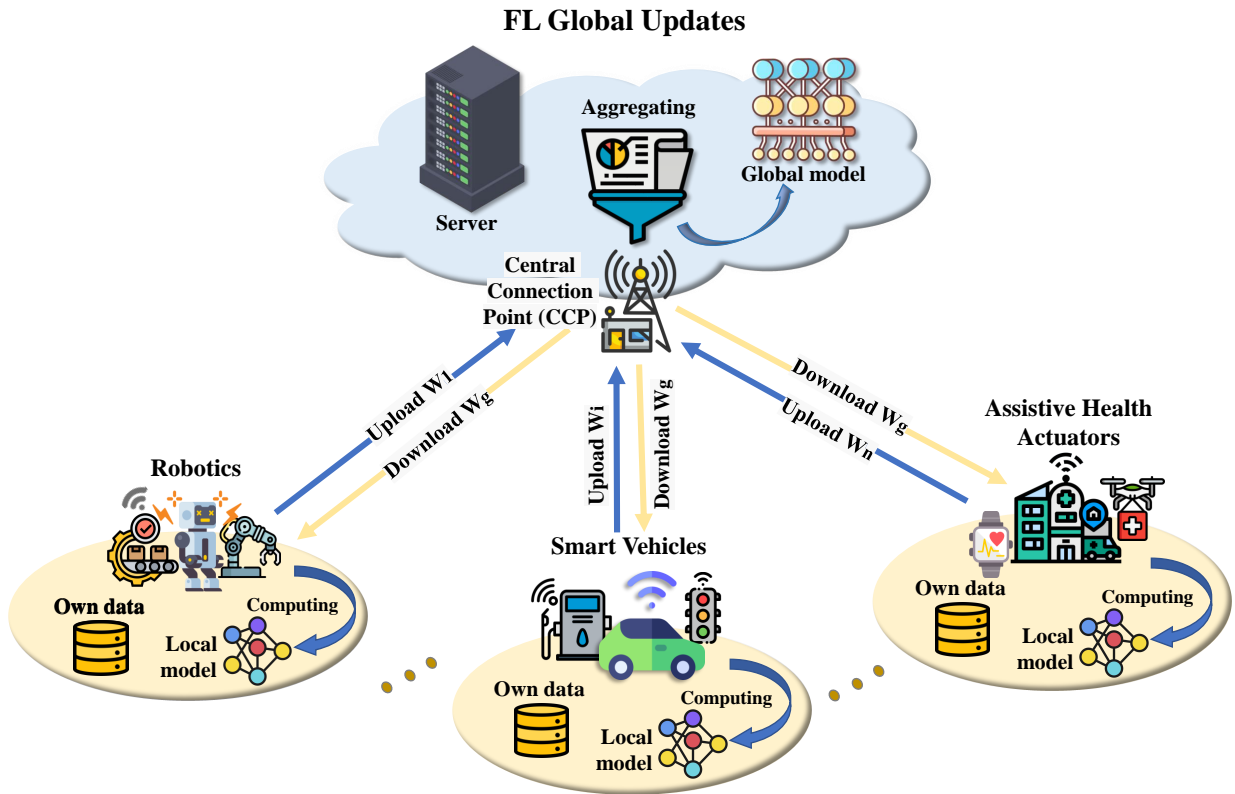 FL Global Updates
Aggregating
Global model
Server
Central
Connection
Point (CCP)
Upload W1
Download Wg
Upload Wi
Download Wg
Download Wg
Upload Wn
Robotics
Own data
Computing
Local
model
Smart Vehicles
Own data
Computing
Local
model
Assistive Health
Actuators
Own data
Computing
Local
model